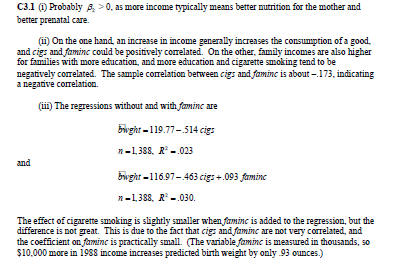 C3.1 (i) Probably β₂ > 0, as more income typically means better nutrition for the mother and
better prenatal care.
(ii) On the one hand, an increase in income generally increases the consumption of a good,
and cigs and faminc could be positively correlated. On the other, family incomes are also higher
for families with more education, and more education and cigarette smoking tend to be
negatively correlated. The sample correlation between cigs and faminc is about –.173, indicating
a negative correlation.
(iii) The regressions without and with faminc are
bwght = 119.77 – .514 cigs
n = 1,388, R² = .023
and
bwght = 116.97 – .463 cigs + .093 faminc
n = 1,388, R² = .030.
The effect of cigarette smoking is slightly smaller when faminc is added to the regression, but the
difference is not great. This is due to the fact that cigs and faminc are not very correlated, and
the coefficient on faminc is practically small. (The variable faminc is measured in thousands, so
$10,000 more in 1988 income increases predicted birth weight by only .93 ounces.)